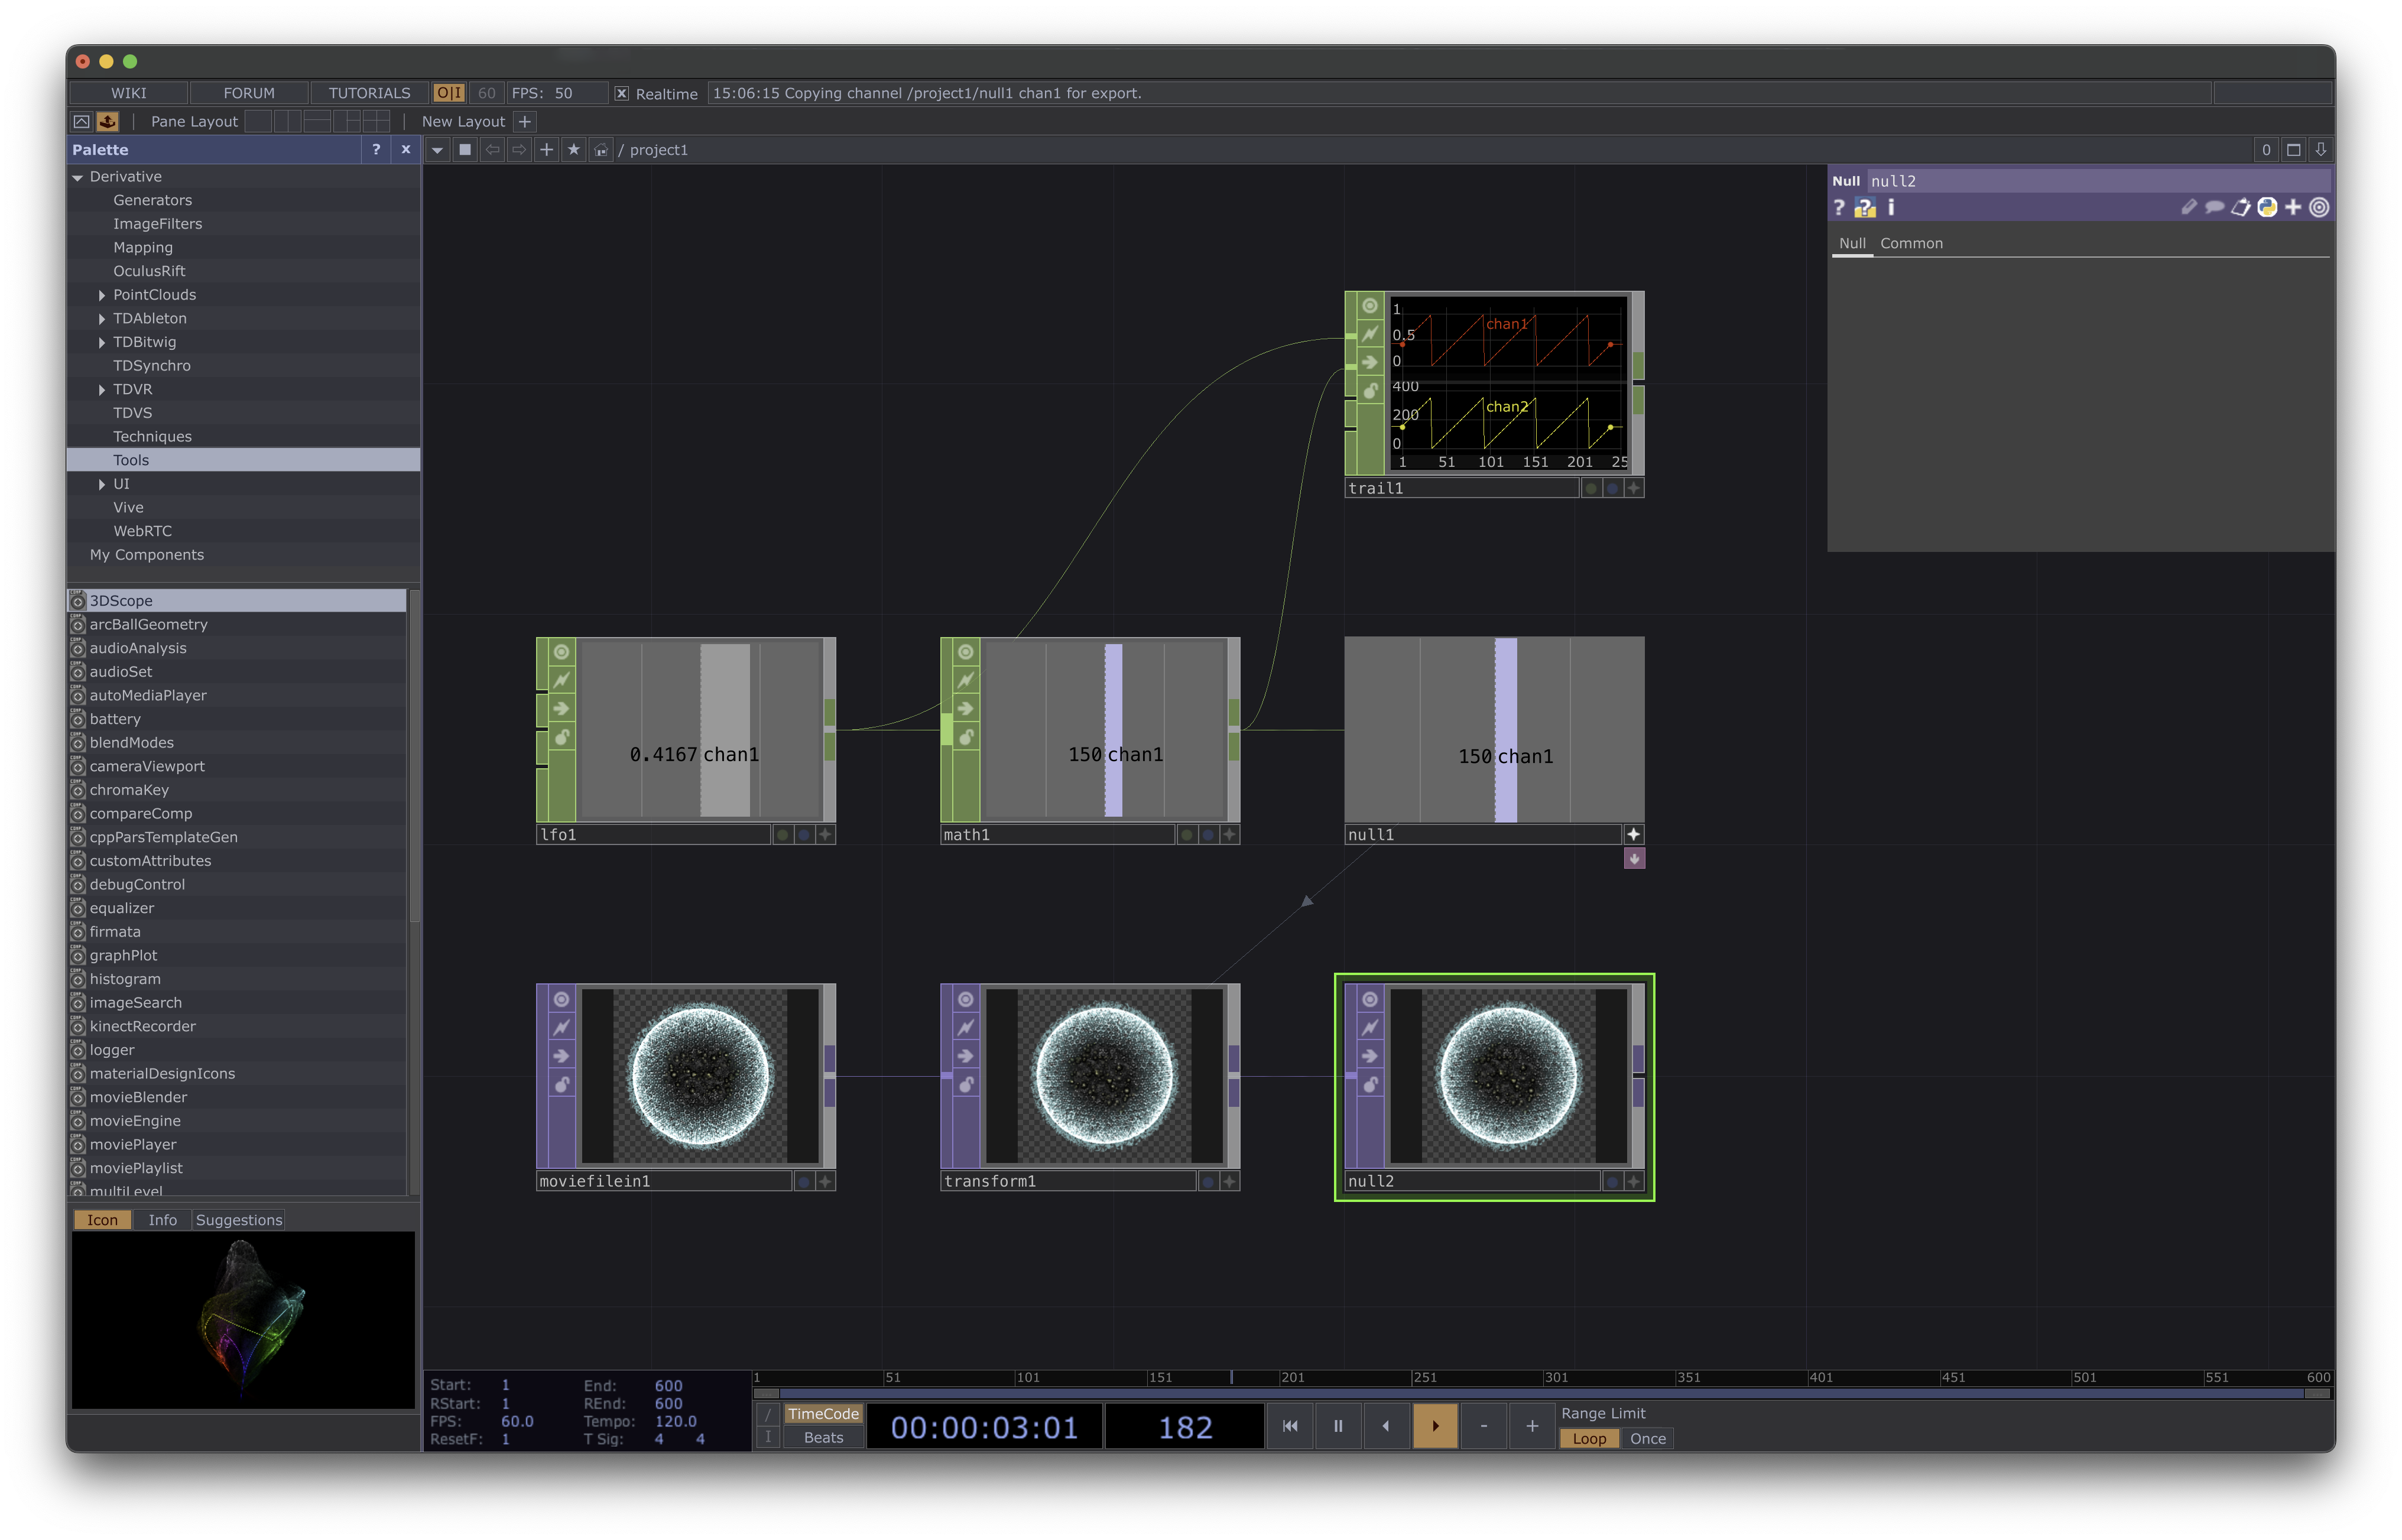 WIKI FORUM TUTORIALS O|I 60 FPS: 50 Realtime 15:06:15 Copying channel /project1/null1 chan1 for export.
Pane Layout New Layout +
Palette ? x / project1 0
Derivative
Generators
ImageFilters
Mapping
OculusRift
PointClouds
TDAbleton
TDBitwig
TDSynchro
TDVR
TDVS
Techniques
Tools
UI
Vive
WebRTC
My Components
3DScope
arcBallGeometry
audioAnalysis
audioSet
autoMediaPlayer
battery
blendModes
cameraViewport
chromaKey
compareComp
cppParsTemplateGen
customAttributes
debugControl
equalizer
firmata
graphPlot
histogram
imageSearch
kinectRecorder
logger
materialDesignIcons
movieBlender
movieEngine
moviePlayer
moviePlaylist
multiLevel
Icon Info Suggestions
Null null2
? ? i
Null Common
1
0.5
0
chan1
400
200
0
chan2
1 51 101 151 201 25
trail1
0.4167 chan1
lfo1
150 chan1
math1
150 chan1
null1
moviefilein1
transform1
null2
Start: 1 End: 600
RStart: 1 REnd: 600
FPS: 60.0 Tempo: 120.0
ResetF: 1 T Sig: 4 4
1 51 101 151 201 251 301 351 401 451 501 551 600
/ TimeCode
I Beats
00:00:03:01 182
- +
Range Limit
Loop Once